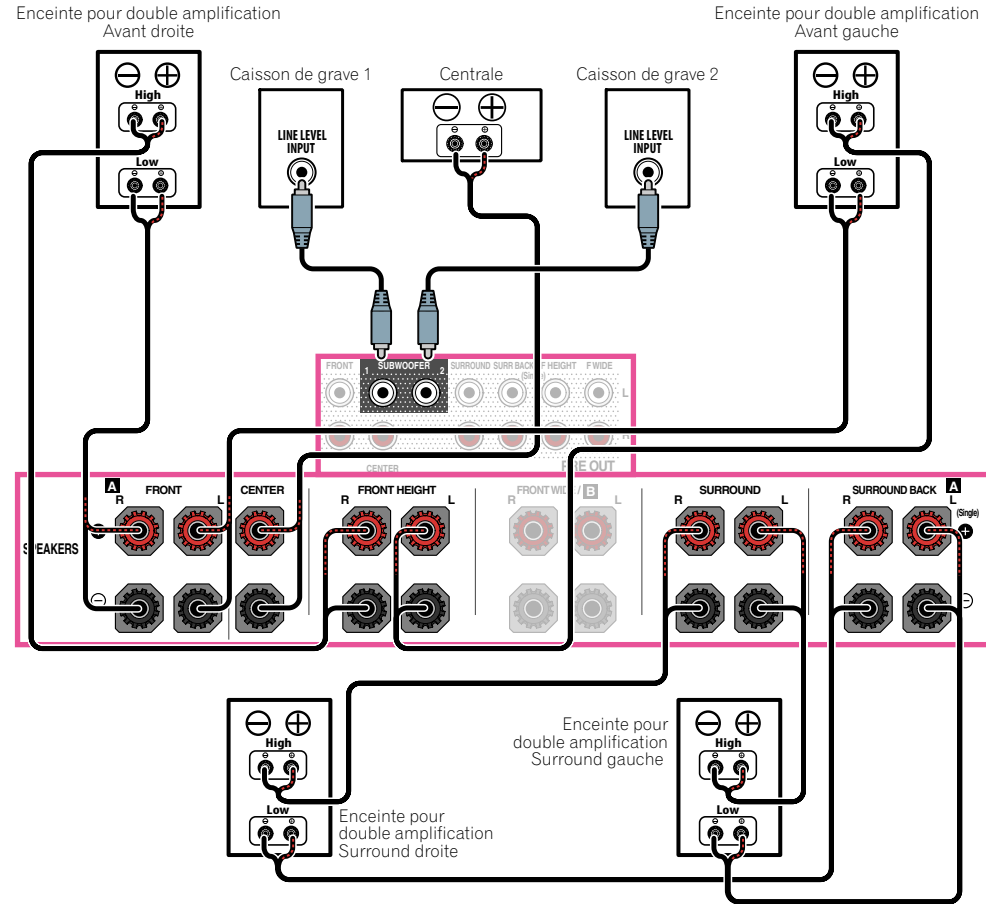 Enceinte pour double amplification
Avant droite
Enceinte pour double amplification
Avant gauche
Caisson de grave 1
Centrale
Caisson de grave 2
High
Low
LINE LEVEL
INPUT
LINE LEVEL
INPUT
High
Low
FRONT
SUBWOOFER
1
2
SURROUND
SURR BACK
(Single)
F HEIGHT
F WIDE
L
R
CENTER
PRE OUT
SPEAKERS
A
FRONT
R
L
CENTER
FRONT HEIGHT
R
L
FRONT WIDE / B
R
L
SURROUND
R
L
SURROUND BACK
A
R
L
(Single)
High
Low
Enceinte pour
double amplification
Surround droite
Enceinte pour
double amplification
Surround gauche
High
Low